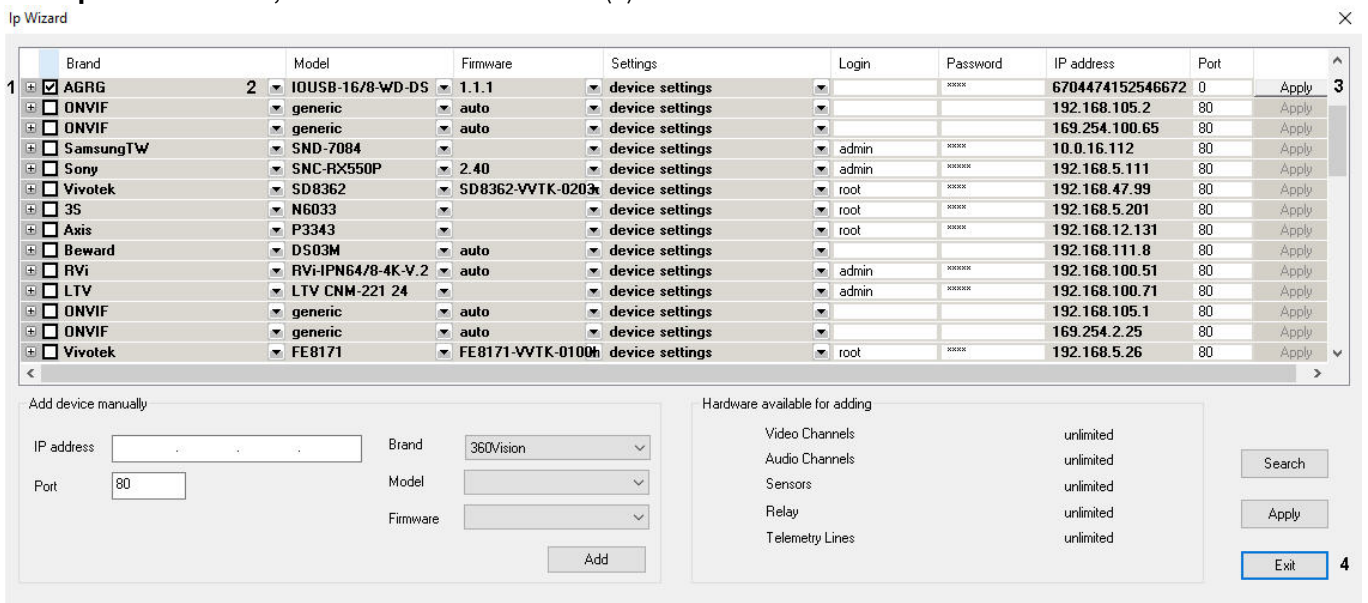 Ip Wizard
Brand Model Firmware Settings Login Password IP address Port
1 AGRG 2 IOUSB-16/8-WD-DS 1.1.1 device settings **** 6704474152546672 0 Apply 3
ONVIF generic auto device settings 192.168.105.2 80 Apply
ONVIF generic auto device settings 169.254.100.65 80 Apply
SamsungTW SND-7084 device settings admin **** 10.0.16.112 80 Apply
Sony SNC-RX550P 2.40 device settings admin ***** 192.168.5.111 80 Apply
Vivotek SD8362 SD8362-VVTK-0203 device settings root **** 192.168.47.99 80 Apply
3S N6033 device settings root **** 192.168.5.201 80 Apply
Axis P3343 device settings root **** 192.168.12.131 80 Apply
Beward DS03M auto device settings 192.168.111.8 80 Apply
RVi RVi-IPN64/8-4K-V.2 auto device settings admin ***** 192.168.100.51 80 Apply
LTV LTV CNM-221 24 device settings admin ***** 192.168.100.71 80 Apply
ONVIF generic auto device settings 192.168.105.1 80 Apply
ONVIF generic auto device settings 169.254.2.25 80 Apply
Vivotek FE8171 FE8171-VVTK-0100 device settings root **** 192.168.5.26 80 Apply
Add device manually
IP address . . .
Port 80
Brand 360Vision
Model
Firmware
Add
Hardware available for adding
Video Channels unlimited
Audio Channels unlimited
Sensors unlimited
Relay unlimited
Telemetry Lines unlimited
Search
Apply
Exit 4